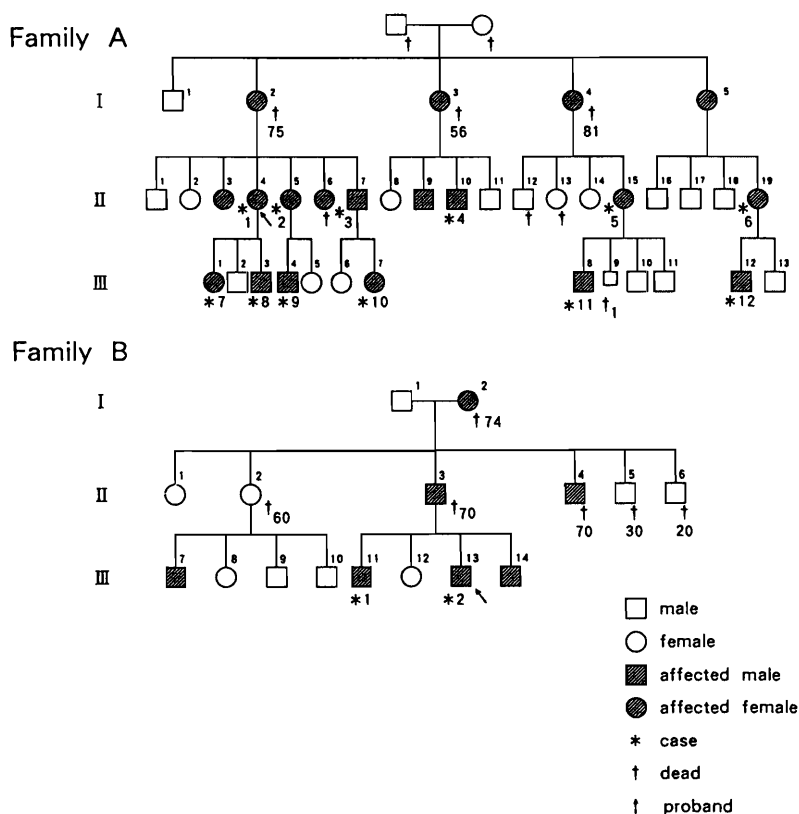 Family A
† †
I 1 2 3 4 5
† † †
75 56 81
II 1 2 3 4 5 6 7 8 9 10 11 12 13 14 15 16 17 18 19
* * † * *4 † † * *
1 2 3 5 6
III 1 2 3 4 5 6 7 8 9 10 11 12 13
*7 *8 *9 *10 *11 †1 *12
Family B
I 1 2
†74
II 1 2 3 4 5 6
†60 †70 † † †
70 30 20
III 7 8 9 10 11 12 13 14
*1 *2
male
female
affected male
affected female
* case
† dead
↑ proband